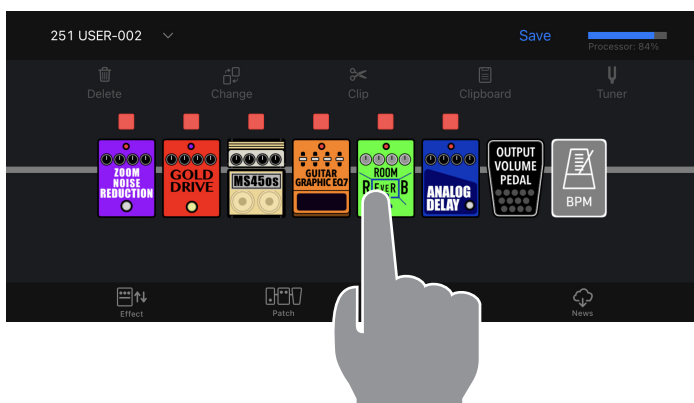 251 USER-002
Save
Processor: 84%
Delete
Change
Clip
Clipboard
Tuner
ZOOM
NOISE
REDUCTION
GOLD
DRIVE
MS45os
GUITAR
GRAPHIC EQ7
ROOM
REVERB
ANALOG
DELAY
OUTPUT
VOLUME
PEDAL
BPM
Effect
Patch
News